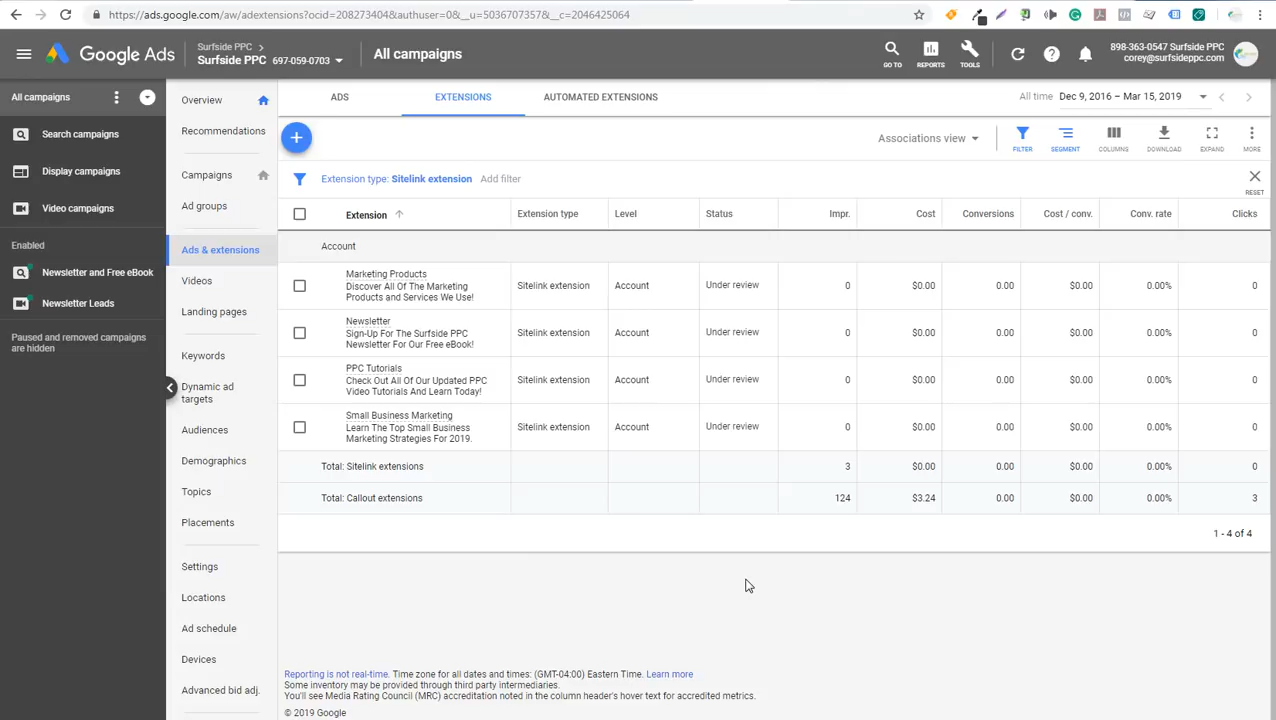 https://ads.google.com/aw/adextensions?ocid=208273404&authuser=0&__u=5036707357&__c=2046425064
Google Ads
Surfside PPC >
Surfside PPC 697-059-0703
All campaigns
GO TO
REPORTS
TOOLS
898-363-0547 Surfside PPC
corey@surfsideppc.com
All campaigns
Search campaigns
Display campaigns
Video campaigns
Enabled
Newsletter and Free eBook
Newsletter Leads
Paused and removed campaigns
are hidden
Overview
Recommendations
Campaigns
Ad groups
Ads & extensions
Videos
Landing pages
Keywords
Dynamic ad
targets
Audiences
Demographics
Topics
Placements
Settings
Locations
Ad schedule
Devices
Advanced bid adj.
ADS
EXTENSIONS
AUTOMATED EXTENSIONS
All time Dec 9, 2016 – Mar 15, 2019
Associations view
FILTER
SEGMENT
COLUMNS
DOWNLOAD
EXPAND
MORE
Extension type: Sitelink extension Add filter
RESET
Extension Extension type Level Status Impr. Cost Conversions Cost / conv. Conv. rate Clicks
Account
Marketing Products
Discover All Of The Marketing
Products and Services We Use!
Sitelink extension Account Under review 0 $0.00 0.00 $0.00 0.00% 0
Newsletter
Sign-Up For The Surfside PPC
Newsletter For Our Free eBook!
Sitelink extension Account Under review 0 $0.00 0.00 $0.00 0.00% 0
PPC Tutorials
Check Out All Of Our Updated PPC
Video Tutorials And Learn Today!
Sitelink extension Account Under review 0 $0.00 0.00 $0.00 0.00% 0
Small Business Marketing
Learn The Top Small Business
Marketing Strategies For 2019.
Sitelink extension Account Under review 0 $0.00 0.00 $0.00 0.00% 0
Total: Sitelink extensions 3 $0.00 0.00 $0.00 0.00% 0
Total: Callout extensions 124 $3.24 0.00 $0.00 0.00% 3
1 - 4 of 4
Reporting is not real-time. Time zone for all dates and times: (GMT-04:00) Eastern Time. Learn more
Some inventory may be provided through third party intermediaries.
You'll see Media Rating Council (MRC) accreditation noted in the column header's hover text for accredited metrics.
© 2019 Google